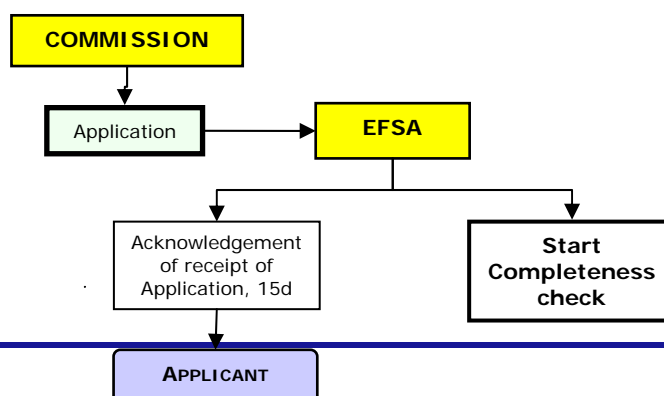 COMMISSION
Application
EFSA
Acknowledgement
of receipt of
Application, 15d
Start
Completeness
check
.
APPLICANT